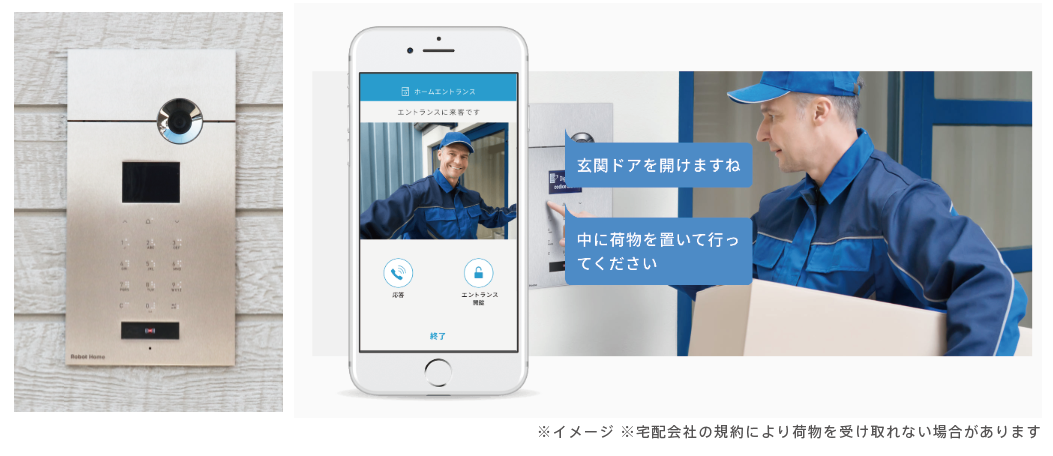 Robot Home
ホームエントランス
エントランスに来客です
応答
エントランス
開錠
終了
玄関ドアを開けますね
中に荷物を置いて行っ
てください
※イメージ ※宅配会社の規約により荷物を受け取れない場合があります